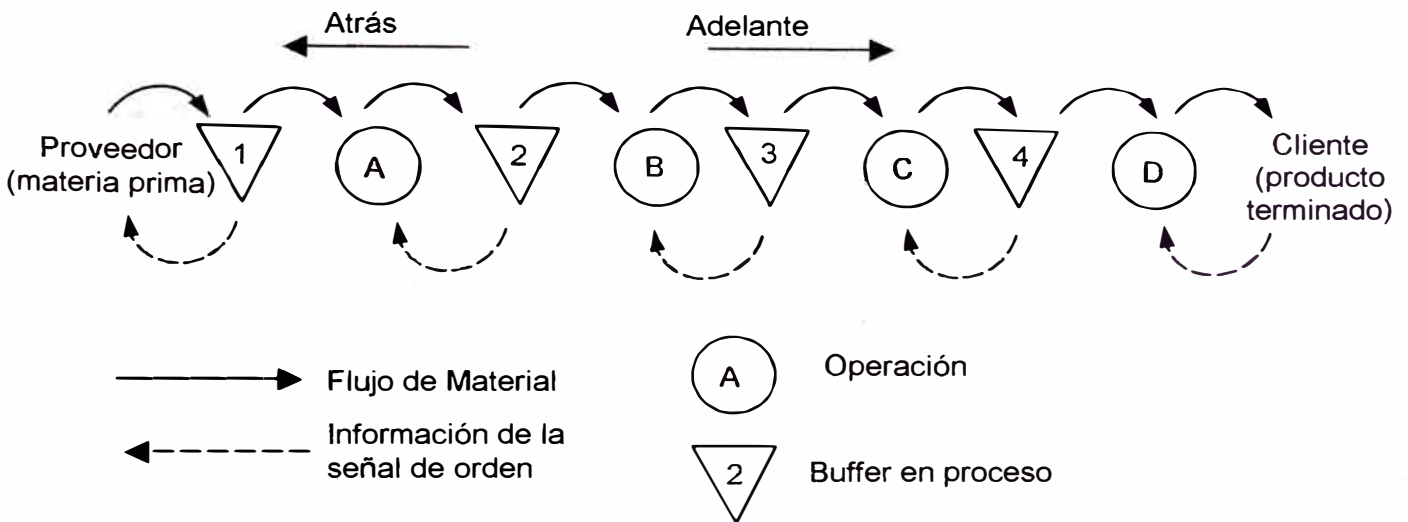 Atrás
Adelante
Proveedor
(materia prima)
1
A
2
B
3
C
4
D
Cliente
(producto
terminado)
Flujo de Material
A
Operación
Información de la
señal de orden
2
Buffer en proceso